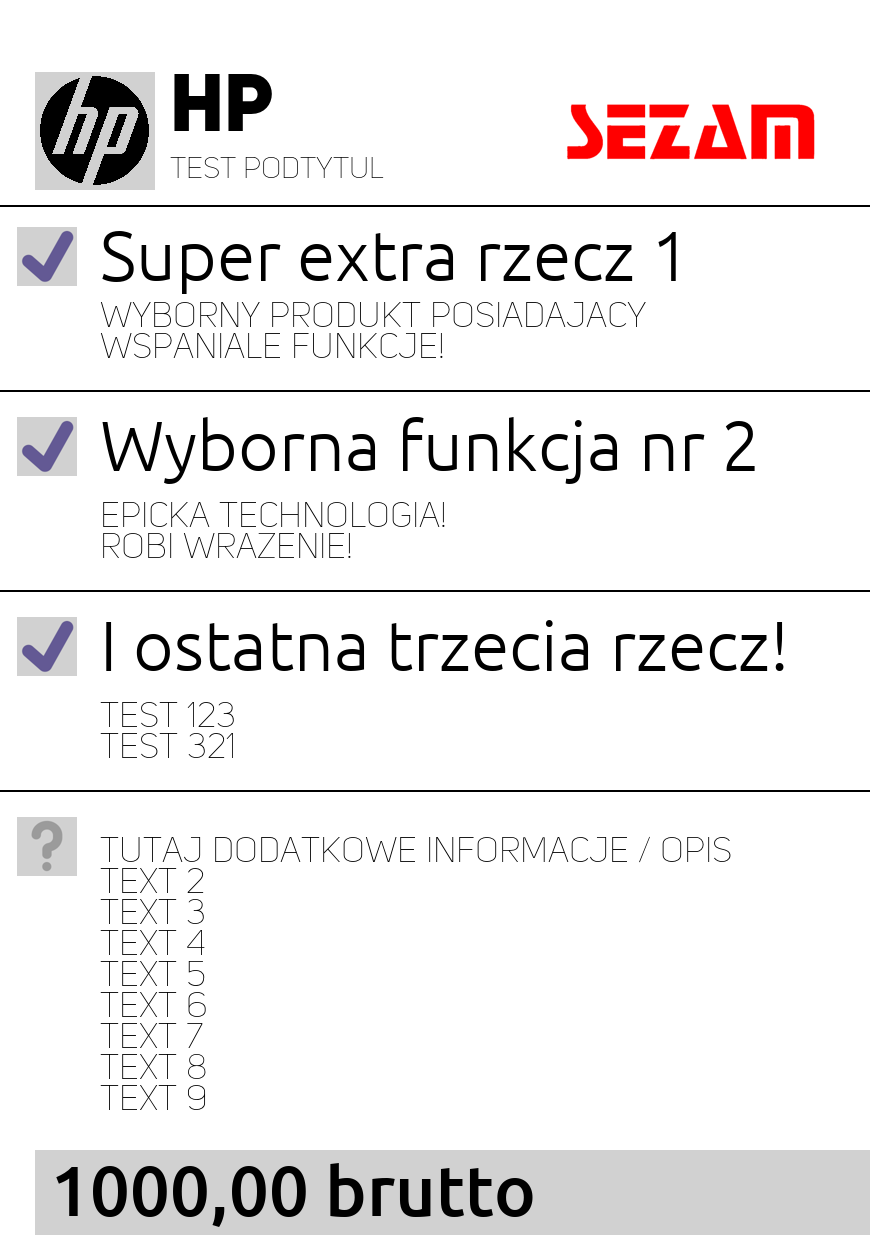 hp
HP
TEST PODTYTUL
SEZAM
Super extra rzecz 1
WYBORNY PRODUKT POSIADAJACY
WSPANIALE FUNKCJE!
Wyborna funkcja nr 2
EPICKA TECHNOLOGIA!
ROBI WRAZENIE!
I ostatna trzecia rzecz!
TEST 123
TEST 321
?
TUTAJ DODATKOWE INFORMACJE / OPIS
TEXT 2
TEXT 3
TEXT 4
TEXT 5
TEXT 6
TEXT 7
TEXT 8
TEXT 9
1000,00 brutto